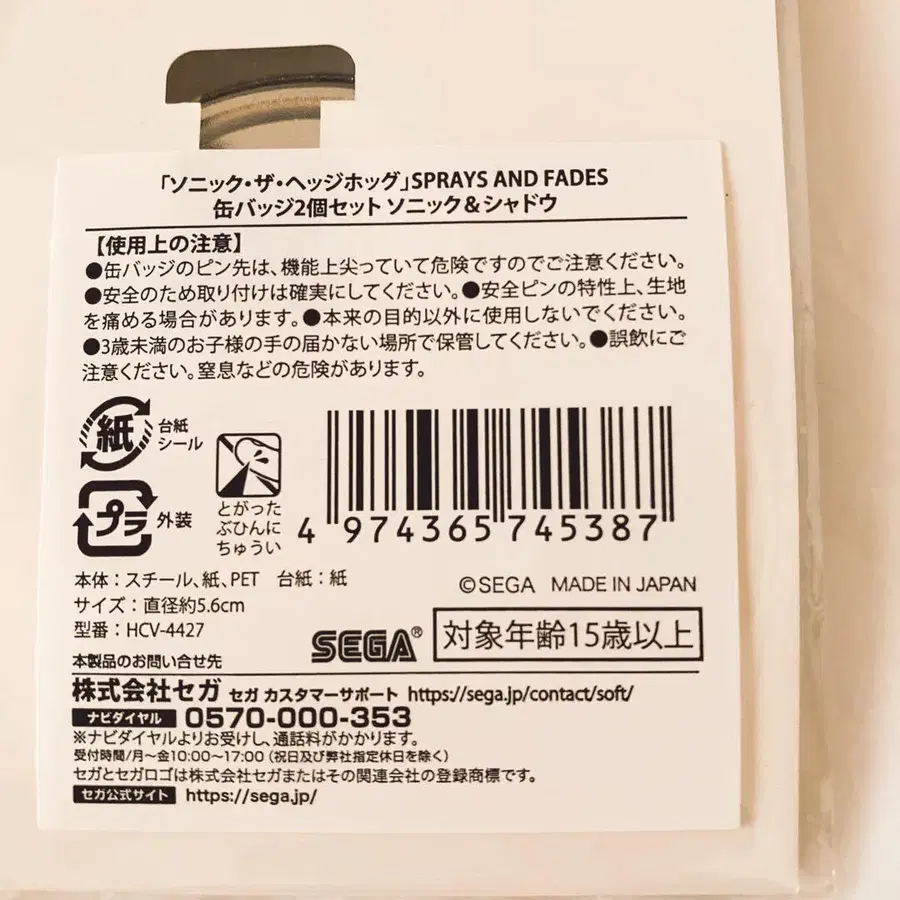 「ソニック・ザ・ヘッジホッグ」SPRAYS AND FADES
缶バッジ2個セット ソニック＆シャドウ
【使用上の注意】
●缶バッジのピン先は、機能上尖っていて危険ですのでご注意ください。
●安全のため取り付けは確実にしてください。●安全ピンの特性上、生地
を痛める場合があります。●本来の目的以外に使用しないでください。
●3歳未満のお子様の手の届かない場所で保管してください。●誤飲にご
注意ください。窒息などの危険があります。
紙 台紙
シール
プラ 外装
とがった
ぶひんに
ちゅうい
4 974365 745387
本体：スチール、紙、PET 台紙：紙
サイズ：直径約5.6cm
型番：HCV-4427
©SEGA MADE IN JAPAN
SEGA® 対象年齢15歳以上
本製品のお問い合せ先
株式会社セガ セガ カスタマーサポート https://sega.jp/contact/soft/
ナビダイヤル 0570-000-353
※ナビダイヤルよりお受けし、通話料がかかります。
受付時間/月〜金10:00〜17:00（祝日及び弊社指定休日を除く）
セガとセガロゴは株式会社セガまたはその関連会社の登録商標です。
セガ公式サイト https://sega.jp/